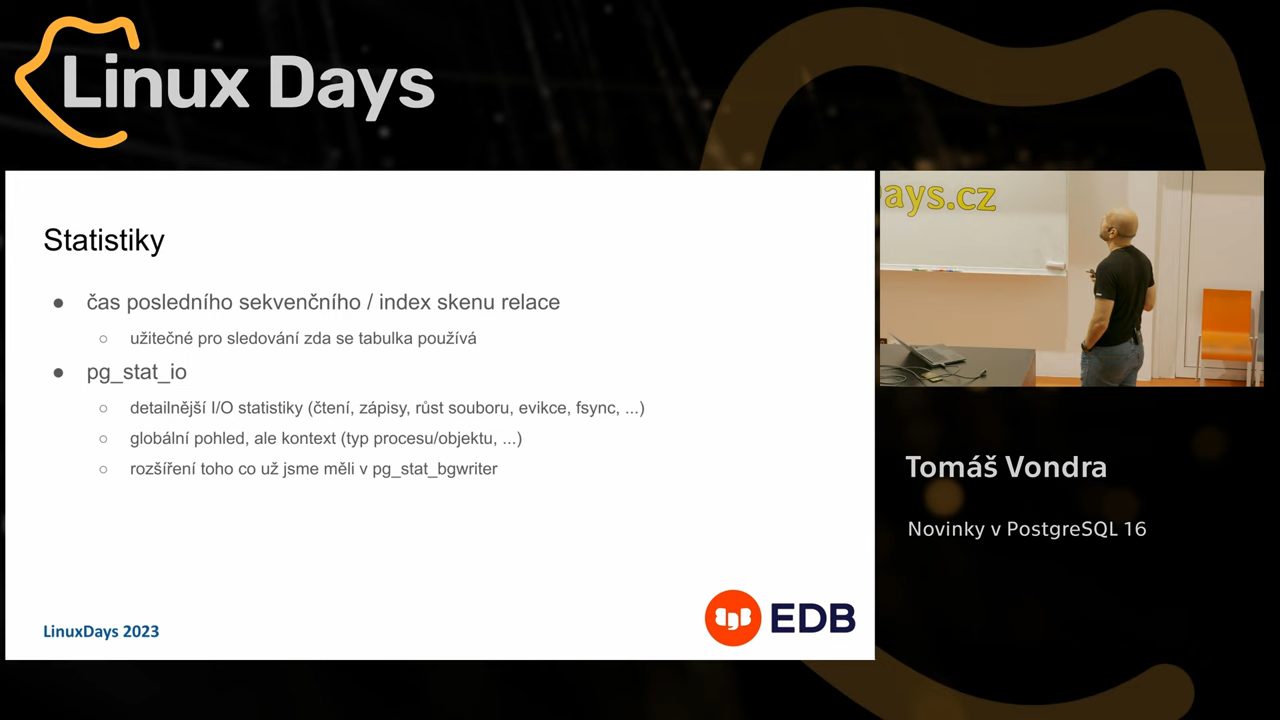 Linux Days
Statistiky
● čas posledního sekvenčního / index skenu relace
○ užitečné pro sledování zda se tabulka používá
● pg_stat_io
○ detailnější I/O statistiky (čtení, zápisy, růst souboru, evikce, fsync, ...)
○ globální pohled, ale kontext (typ procesu/objektu, ...)
○ rozšíření toho co už jsme měli v pg_stat_bgwriter
LinuxDays 2023
EDB
ays.cz
Tomáš Vondra
Novinky v PostgreSQL 16